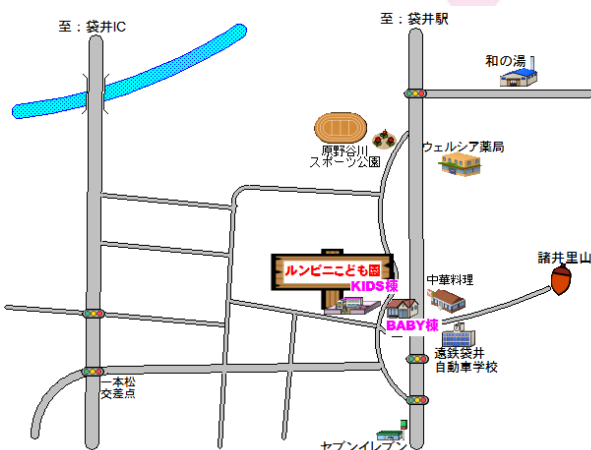 至：袋井IC
至：袋井駅
和の湯
原野谷川
スポーツ公園
ウェルシア薬局
ルンビニこども園
KIDS棟
諸井里山
中華料理
BABY棟
遠鉄袋井
自動車学校
一本松
交差点
セブンイレブン